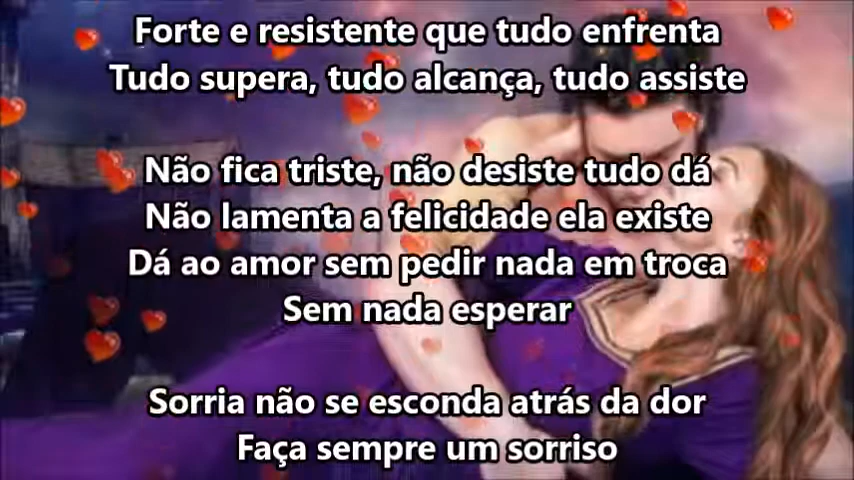 Forte e resistente que tudo enfrenta
Tudo supera, tudo alcança, tudo assiste
Não fica triste, não desiste tudo dá
Não lamenta a felicidade ela existe
Dá ao amor sem pedir nada em troca
Sem nada esperar
Sorria não se esconda atrás da dor
Faça sempre um sorriso